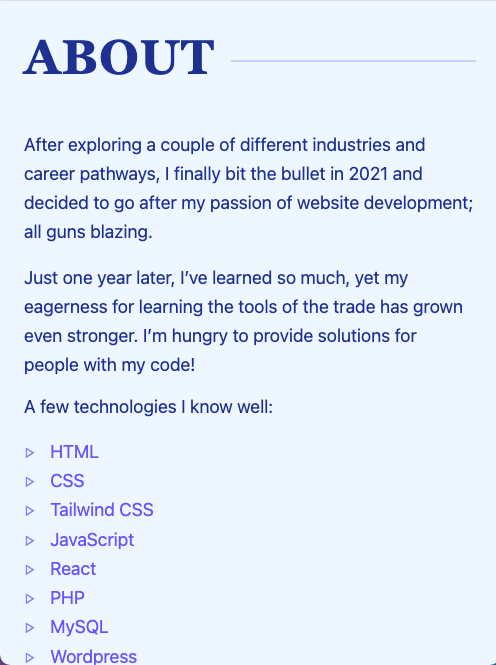 ABOUT
After exploring a couple of different industries and
career pathways, I finally bit the bullet in 2021 and
decided to go after my passion of website development;
all guns blazing.
Just one year later, I’ve learned so much, yet my
eagerness for learning the tools of the trade has grown
even stronger. I’m hungry to provide solutions for
people with my code!
A few technologies I know well:
HTML
CSS
Tailwind CSS
JavaScript
React
PHP
MySQL
Wordpress